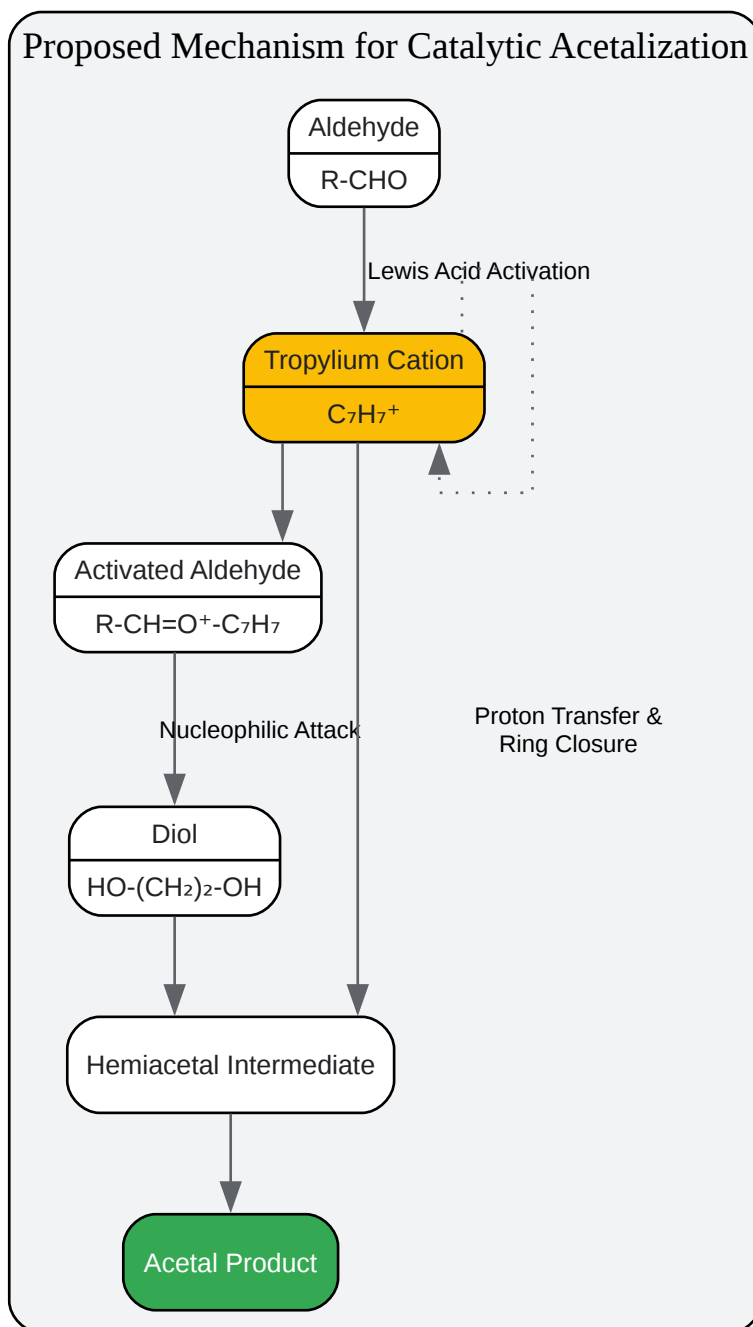 Proposed Mechanism for Catalytic Acetalization
Aldehyde
R-CHO
Lewis Acid Activation
Tropylium Cation
C₇H₇⁺
Activated Aldehyde
R-CH=O⁺-C₇H₇
Nucleophilic Attack
Proton Transfer &
Ring Closure
Diol
HO-(CH₂)₂-OH
Hemiacetal Intermediate
Acetal Product